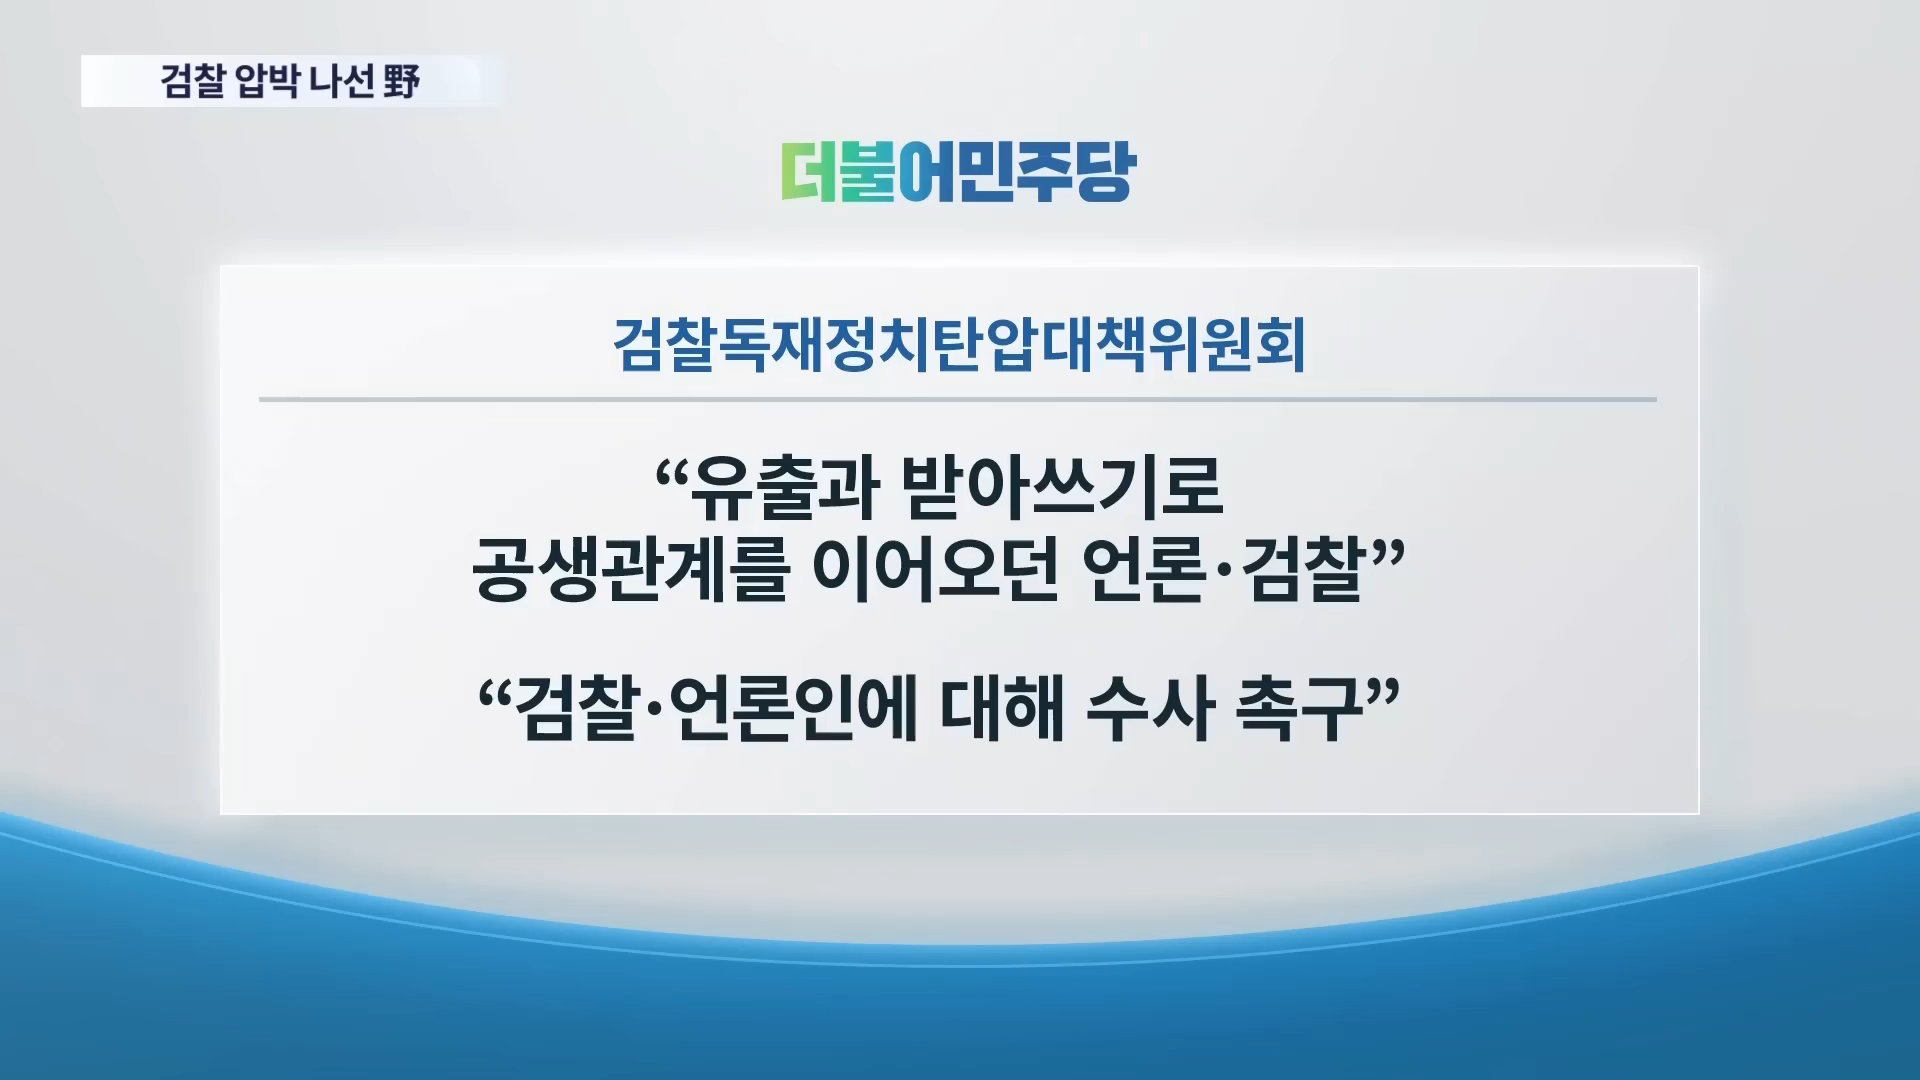 검찰 압박 나선 野
더불어민주당
검찰독재정치탄압대책위원회
“유출과 받아쓰기로
공생관계를 이어오던 언론·검찰”
“검찰·언론인에 대해 수사 촉구”